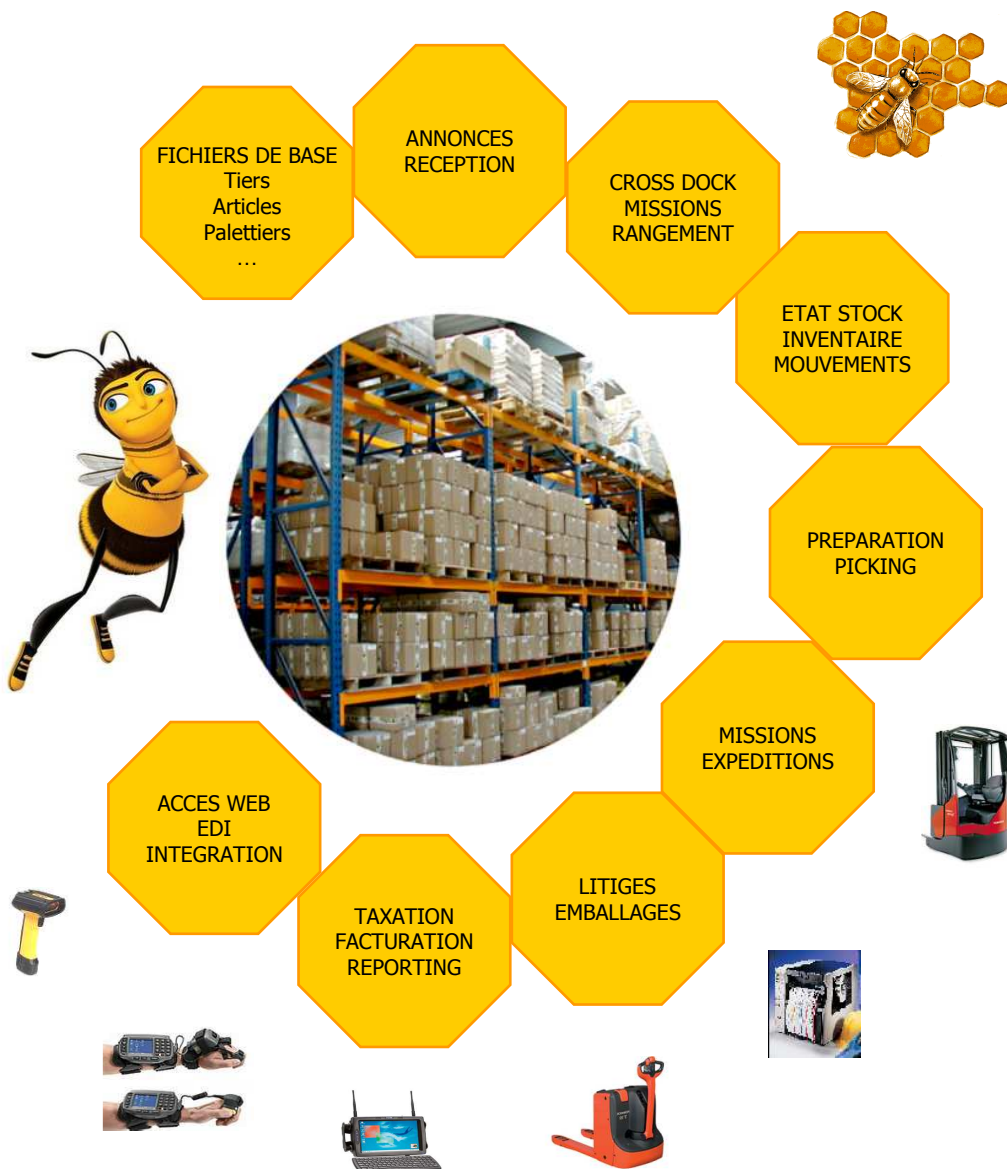 FICHIERS DE BASE
Tiers
Articles
Palettiers
…
ANNONCES
RECEPTION
CROSS DOCK
MISSIONS
RANGEMENT
ETAT STOCK
INVENTAIRE
MOUVEMENTS
PREPARATION
PICKING
MISSIONS
EXPEDITIONS
LITIGES
EMBALLAGES
TAXATION
FACTURATION
REPORTING
ACCES WEB
EDI
INTEGRATION